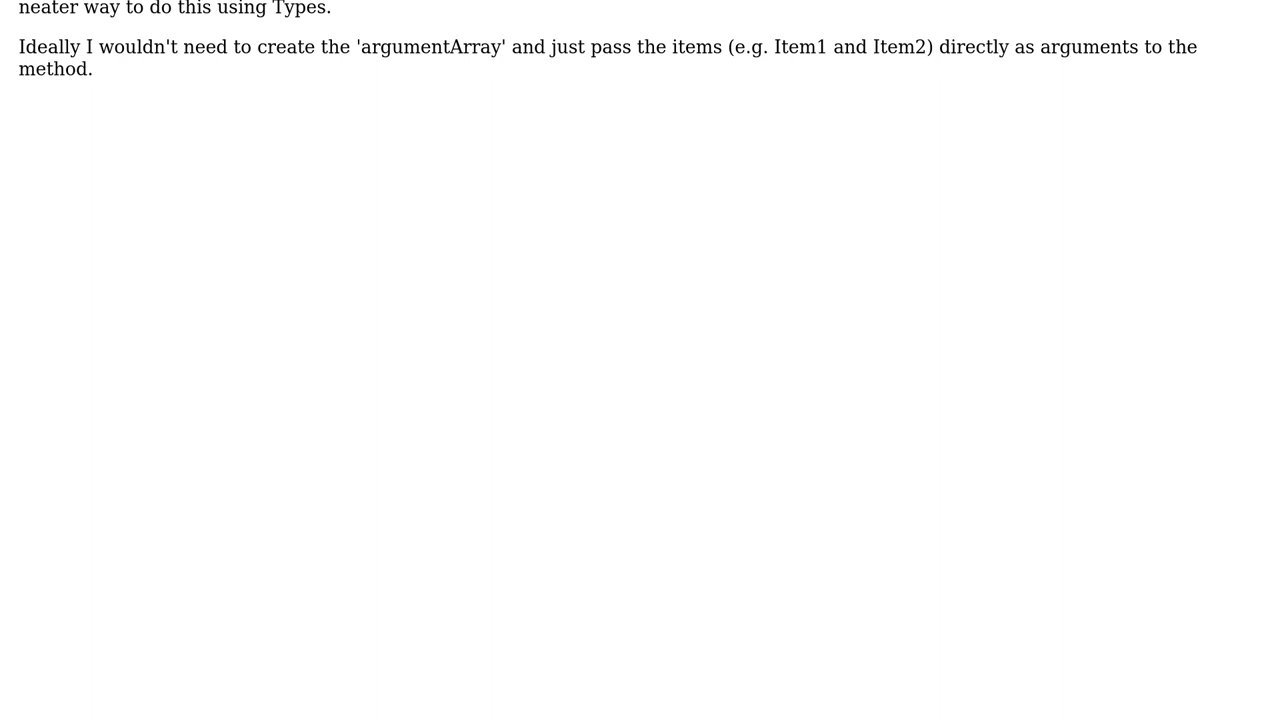 neater way to do this using Types.
Ideally I wouldn't need to create the 'argumentArray' and just pass the items (e.g. Item1 and Item2) directly as arguments to the
method.